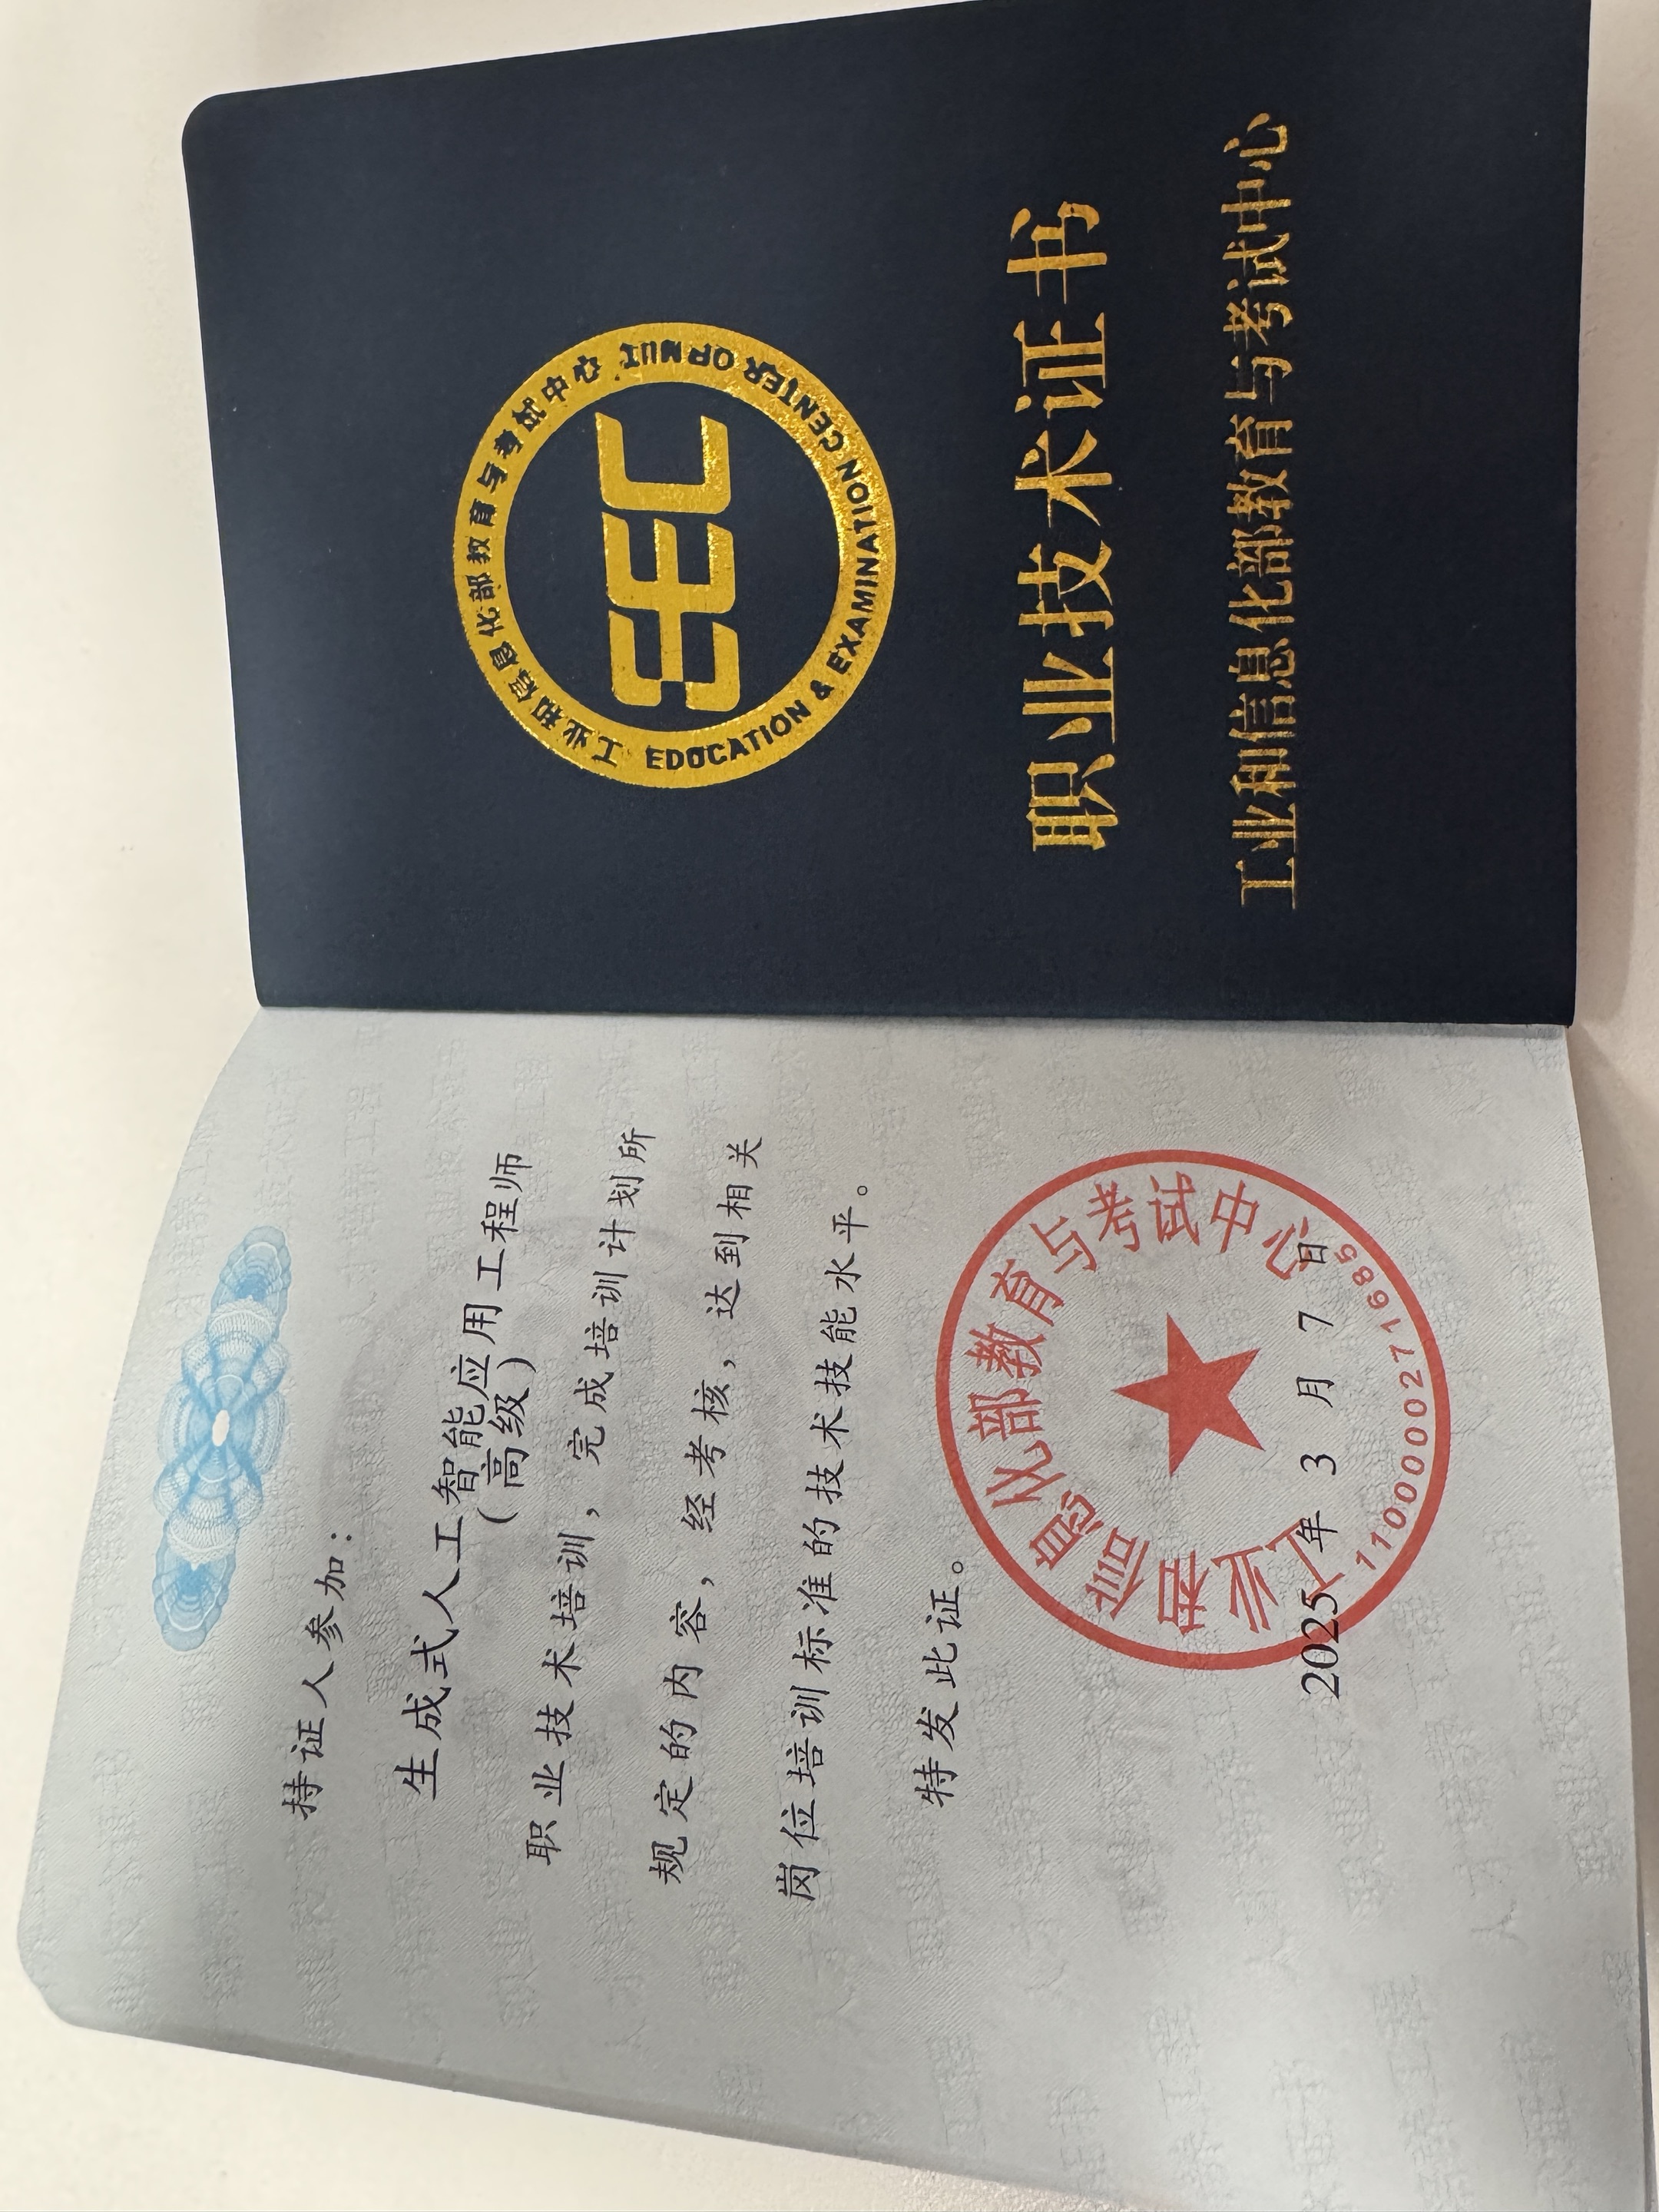 持证人参加：
生成式人工智能应用工程师
（高级）
职业技术培训，完成培训计划所
规定的内容，经考核，达到相关
岗位培训标准的技术技能水平。
特发此证。
工业和信息化部教育与考试中心
2025 年 3 月 7 日
1100000271685
工业和信息化部教育与考试中心
EEC
EDOCATION & EXAMINATION CENTER OF MIIT
职业技术证书
工业和信息化部教育与考试中心